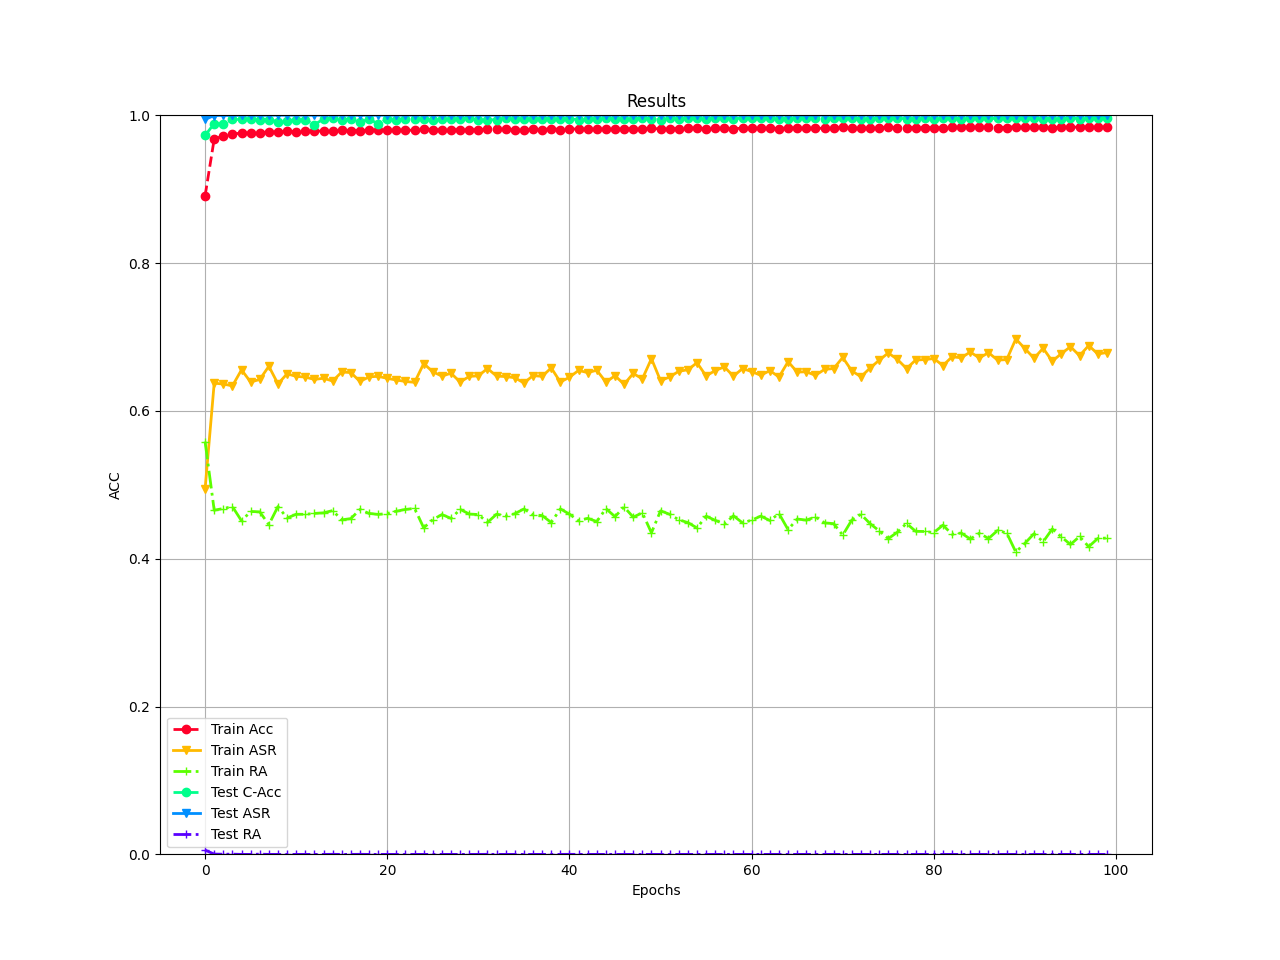 Results
1.0
0.8
0.6
0.4
0.2
0.0
ACC
Train Acc
Train ASR
Train RA
Test C-Acc
Test ASR
Test RA
0 20 40 60 80 100
Epochs